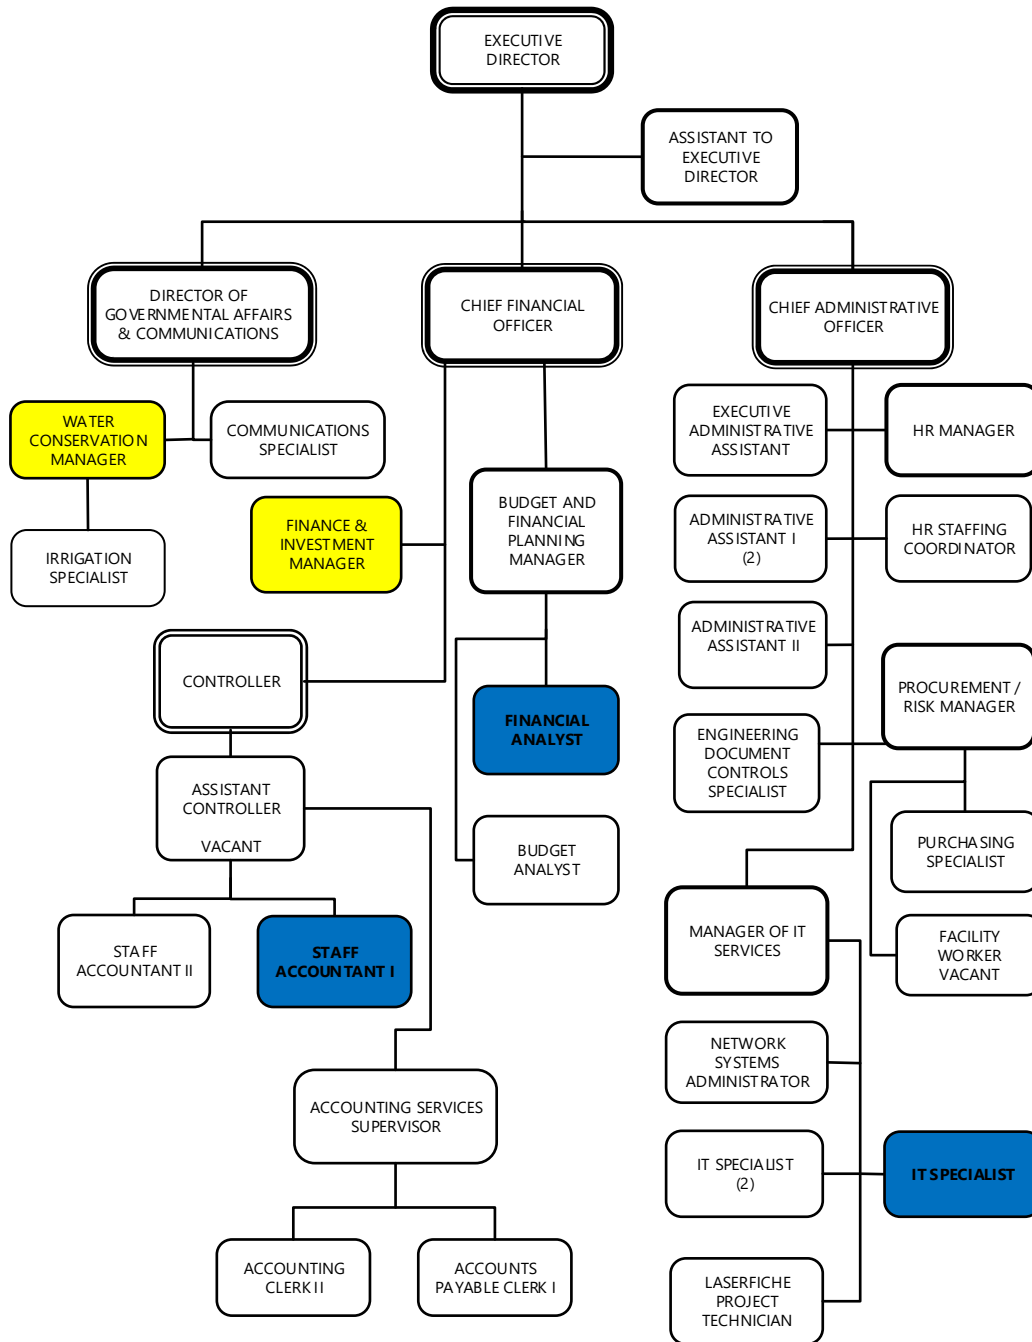 EXECUTIVE
DIRECTOR
ASSISTANT TO
EXECUTIVE
DIRECTOR
DIRECTOR OF
GOVERNMENTAL AFFAIRS
& COMMUNICATIONS
CHIEF FINANCIAL
OFFICER
CHIEF ADMINISTRATIVE
OFFICER
WATER
CONSERVATION
MANAGER
COMMUNICATIONS
SPECIALIST
EXECUTIVE
ADMINISTRATIVE
ASSISTANT
HR MANAGER
FINANCE &
INVESTMENT
MANAGER
BUDGET AND
FINANCIAL
PLANNING
MANAGER
ADMINISTRATIVE
ASSISTANT I
(2)
HR STAFFING
COORDINATOR
IRRIGATION
SPECIALIST
ADMINISTRATIVE
ASSISTANT II
CONTROLLER
PROCUREMENT /
RISK MANAGER
FINANCIAL
ANALYST
ENGINEERING
DOCUMENT
CONTROLS
SPECIALIST
ASSISTANT
CONTROLLER
VACANT
BUDGET
ANALYST
PURCHASING
SPECIALIST
STAFF
ACCOUNTANT II
STAFF
ACCOUNTANT I
MANAGER OF IT
SERVICES
FACILITY
WORKER
VACANT
NETWORK
SYSTEMS
ADMINISTRATOR
ACCOUNTING SERVICES
SUPERVISOR
IT SPECIALIST
(2)
IT SPECIALIST
ACCOUNTING
CLERK II
ACCOUNTS
PAYABLE CLERK I
LASERFICHE
PROJECT
TECHNICIAN